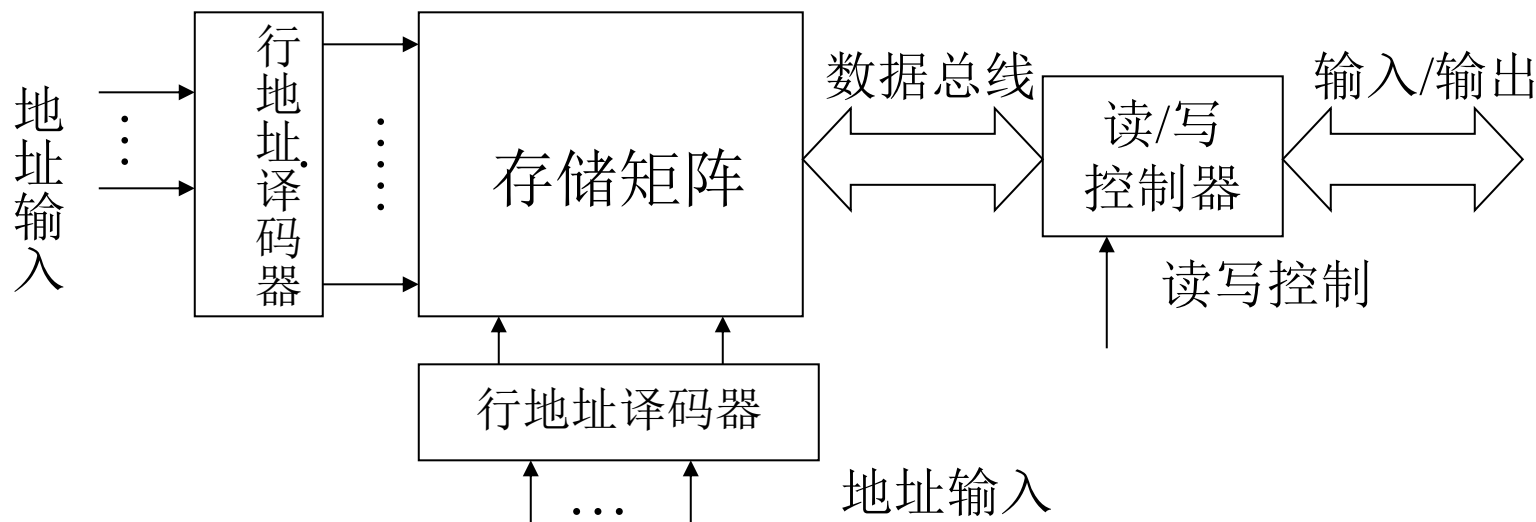 地址输入
行地址译码器
存储矩阵
数据总线
读/写
控制器
输入/输出
读写控制
行地址译码器
地址输入